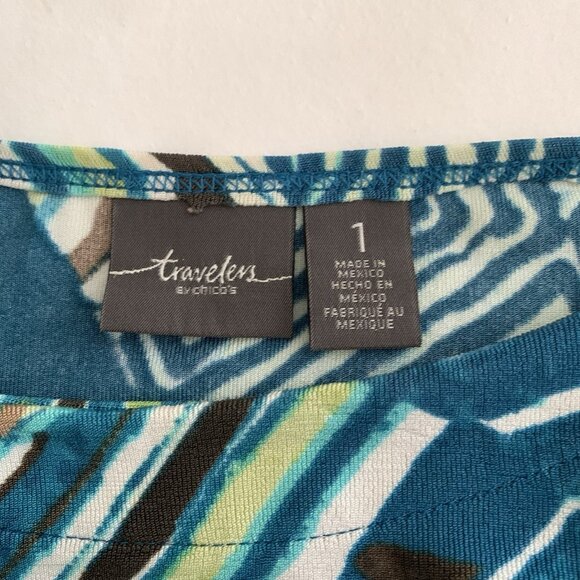 travelers
BY CHICO'S
1
MADE IN
MEXICO
HECHO EN
MÉXICO
FABRIQUÉ AU
MEXIQUE